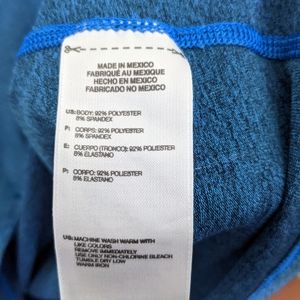 MADE IN MEXICO
FABRIQUÉ AU MEXIQUE
HECHO EN MEXICO
FABRICADO NO MEXICO
US: BODY: 92% POLYESTER
8% SPANDEX
F: CORPS: 92% POLYESTER
8% SPANDEX
E: CUERPO (TRONCO): 92% POLIESTER
8% ELASTANO
P: CORPO: 92% POLIESTER
8% ELASTANO
US: MACHINE WASH WARM WITH
LIKE COLORS
REMOVE IMMEDIATELY
USE ONLY NON-CHLORINE BLEACH
TUMBLE DRY LOW
WARM IRON